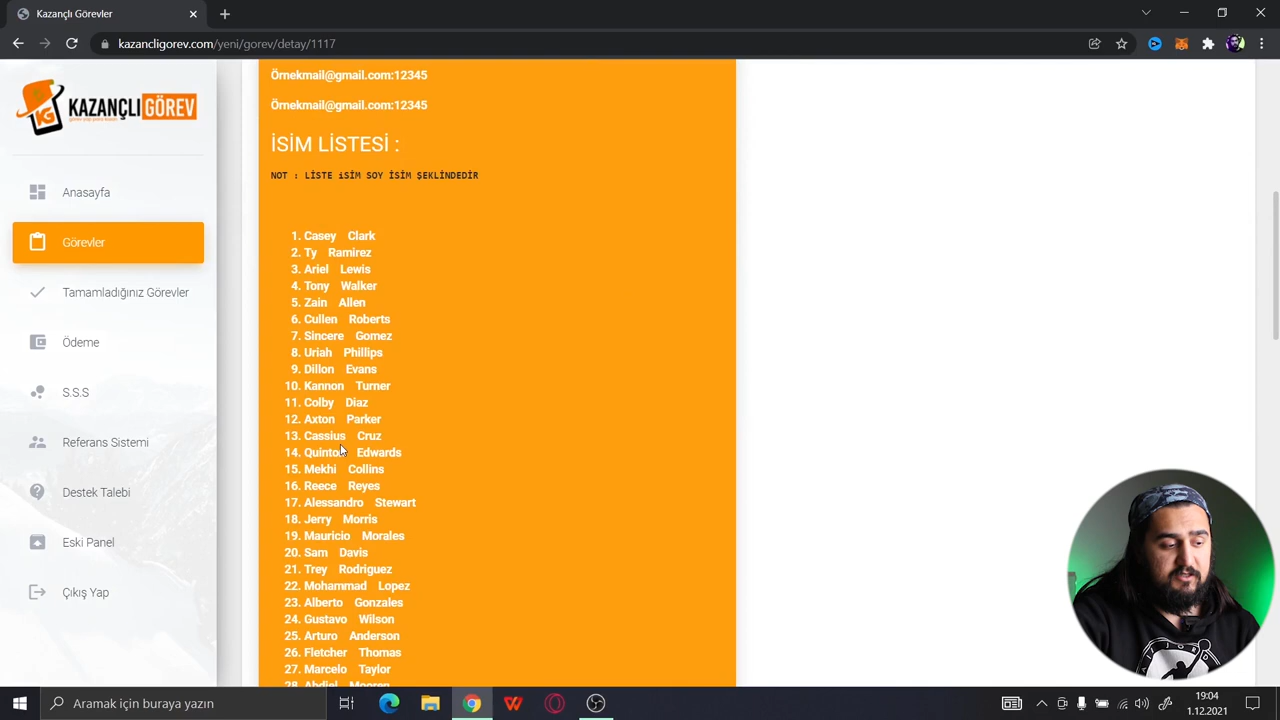 Kazançlı Görevler
kazancligorev.com/yeni/gorev/detay/1117
KAZANÇLI GÖREV
Anasayfa
Görevler
Tamamladığınız Görevler
Ödeme
S.S.S
Referans Sistemi
Destek Talebi
Eski Panel
Çıkış Yap
Örnekmail@gmail.com:12345
Örnekmail@gmail.com:12345
İSİM LİSTESİ :
NOT : LİSTE iSİM SOY İSİM ŞEKLİNDEDİR
1. Casey Clark
2. Ty Ramirez
3. Ariel Lewis
4. Tony Walker
5. Zain Allen
6. Cullen Roberts
7. Sincere Gomez
8. Uriah Phillips
9. Dillon Evans
10. Kannon Turner
11. Colby Diaz
12. Axton Parker
13. Cassius Cruz
14. Quinton Edwards
15. Mekhi Collins
16. Reece Reyes
17. Alessandro Stewart
18. Jerry Morris
19. Mauricio Morales
20. Sam Davis
21. Trey Rodriguez
22. Mohammad Lopez
23. Alberto Gonzales
24. Gustavo Wilson
25. Arturo Anderson
26. Fletcher Thomas
27. Marcelo Taylor
28. Abdiel
Aramak için buraya yazın
19:04
1.12.2021